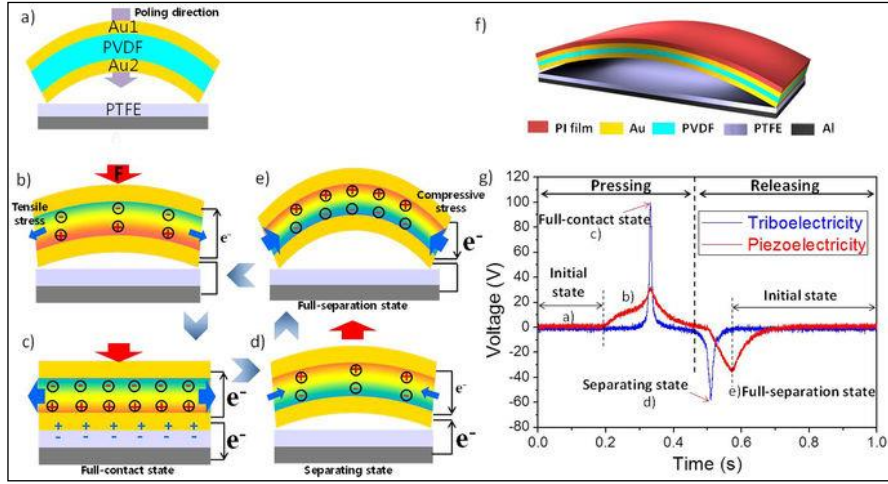 a)
Poling direction
Au1
PVDF
Au2
PTFE
f)
PI film
Au
PVDF
PTFE
Al
b)
F
Tensile
stress
e⁻
e)
Compressive
stress
e⁻
Full-separation state
c)
e⁻
e⁻
Full-contact state
d)
e⁻
e⁻
Separating state
g)
Pressing
Releasing
Full-contact state
c)
Triboelectricity
Piezoelectricity
Initial
state
b)
a)
Initial state
Separating state
d)
e)Full-separation state
Voltage (V)
120
100
80
60
40
20
0
-20
-40
-60
-80
0.0
0.2
0.4
0.6
0.8
1.0
Time (s)